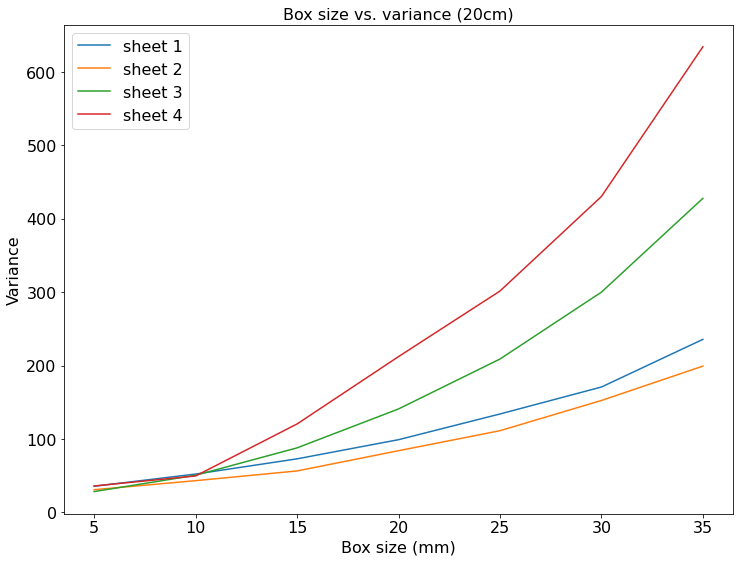 Box size vs. variance (20cm)
sheet 1
sheet 2
sheet 3
sheet 4
Variance
600
500
400
300
200
100
0
5 10 15 20 25 30 35
Box size (mm)